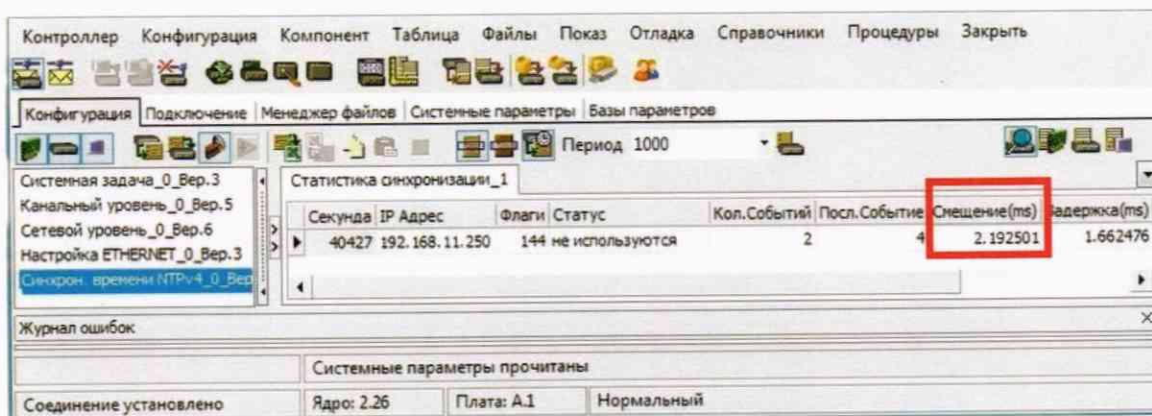 Контроллер Конфигурация Компонент Таблица Файлы Показ Отладка Справочники Процедуры Закрыть
Конфигурация Подключение Менеджер файлов Системные параметры Базы параметров
Период 1000
Системная задача_0_Вер.3
Канальный уровень_0_Вер.5
Сетевой уровень_0_Вер.6
Настройка ETHERNET_0_Вер.3
Синхрон. времени NTPv4_0_Вер
Статистика синхронизации_1
Секунда IP Адрес Флаги Статус Кол.Событий Посл.Событие Смещение(ms) Задержка(ms)
40427 192.168.11.250 144 не используются 2 4 2.192501 1.662476
Журнал ошибок
Системные параметры прочитаны
Соединение установлено Ядро: 2.26 Плата: A.1 Нормальный